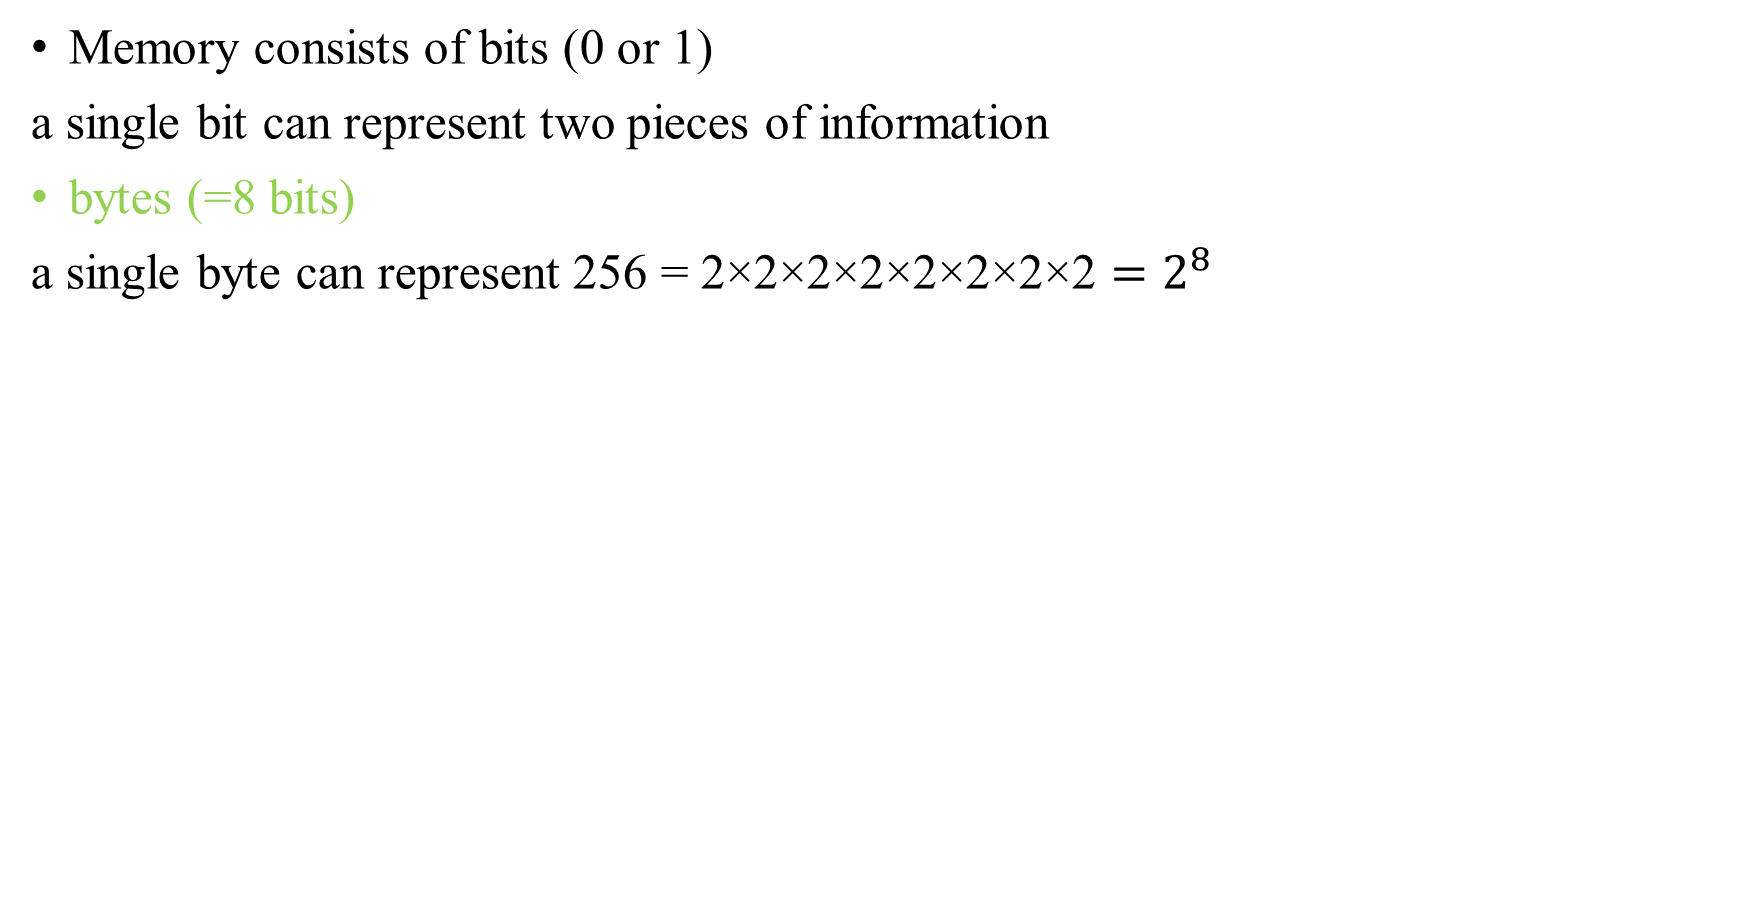 • Memory consists of bits (0 or 1)
a single bit can represent two pieces of information
• bytes (=8 bits)
a single byte can represent 256 = 2×2×2×2×2×2×2×2 = 2⁸